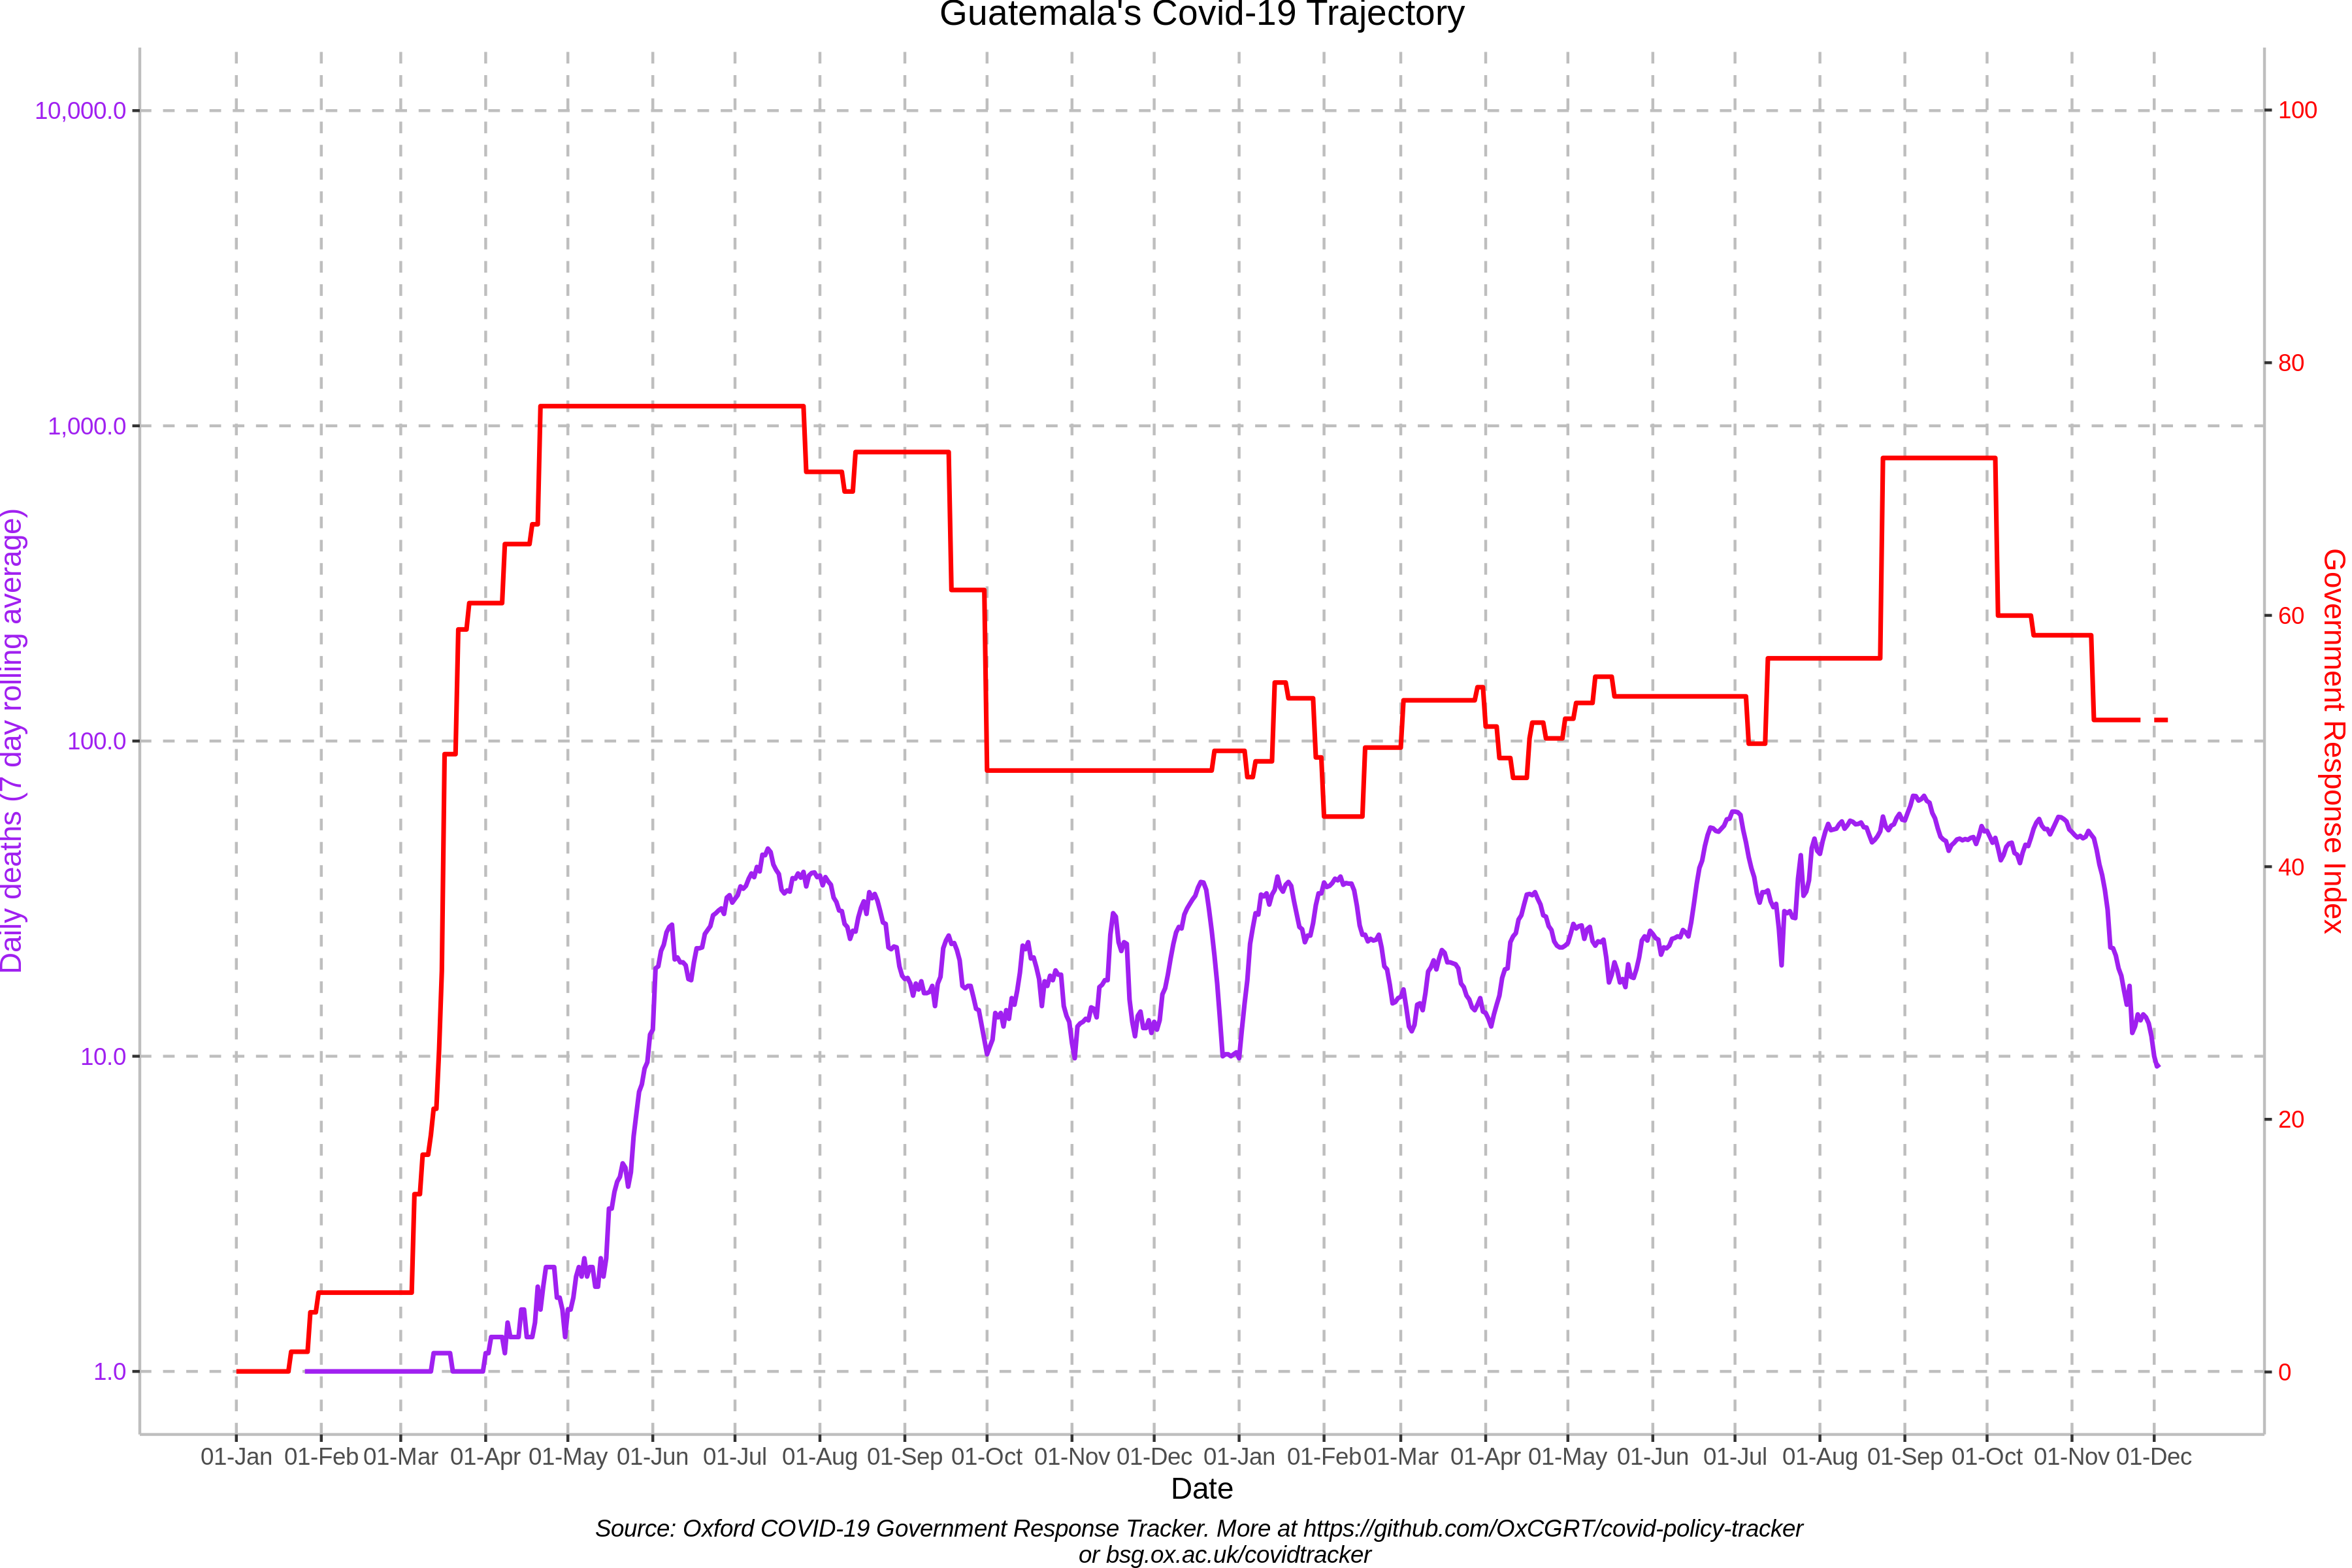 Guatemala's Covid-19 Trajectory
10,000.0
1,000.0
100.0
10.0
1.0
Daily deaths (7 day rolling average)
100
80
60
40
20
0
Government Response Index
01-Jan 01-Feb 01-Mar 01-Apr 01-May 01-Jun 01-Jul 01-Aug 01-Sep 01-Oct 01-Nov 01-Dec 01-Jan 01-Feb 01-Mar 01-Apr 01-May 01-Jun 01-Jul 01-Aug 01-Sep 01-Oct 01-Nov 01-Dec
Date
Source: Oxford COVID-19 Government Response Tracker. More at https://github.com/OxCGRT/covid-policy-tracker
or bsg.ox.ac.uk/covidtracker